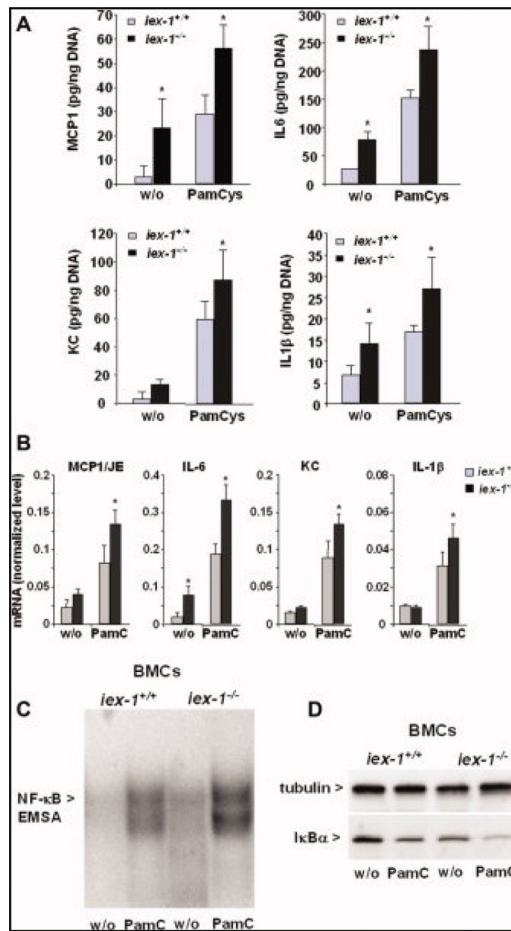 A
MCP1 (pg/ng DNA)
70
60
50
40
30
20
10
0
iex-1+/+
iex-1-/-
*
*
w/o PamCys
IL6 (pg/ng DNA)
300
250
200
150
100
50
0
iex-1+/+
iex-1-/-
*
*
w/o PamCys
KC (pg/ng DNA)
120
100
80
60
40
20
0
iex-1+/+
iex-1-/-
*
w/o PamCys
IL1β (pg/ng DNA)
40
35
30
25
20
15
10
5
0
iex-1+/+
iex-1-/-
*
*
w/o PamCys
B
mRNA (normalized level)
MCP1/JE
0.2
0.15
0.1
0.05
*
w/o PamC
IL-6
0.4
0.3
0.2
0.1
0
*
*
w/o PamC
KC
0.2
0.15
0.1
0.05
0
*
w/o PamC
IL-1β
0.08
0.06
0.04
0.02
0
*
w/o PamC
C
BMCs
iex-1+/+ iex-1-/-
NF-κB >
EMSA
w/o PamC w/o PamC
D
BMCs
iex-1+/+ iex-1-/-
tubulin >
IκBα >
w/o PamC w/o PamC